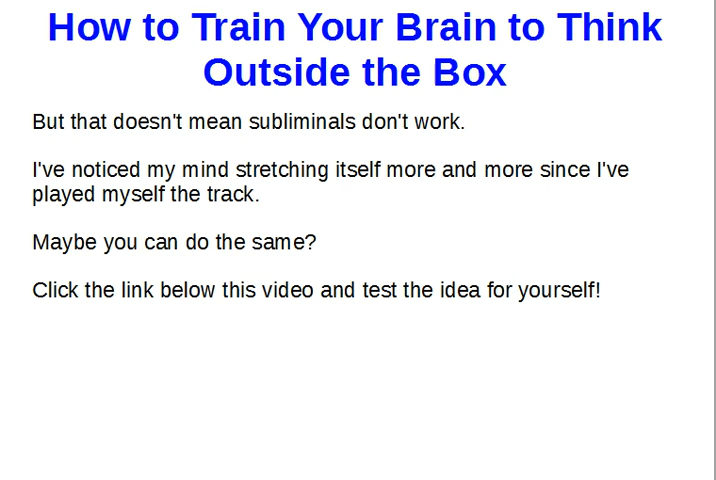 How to Train Your Brain to Think
Outside the Box
But that doesn't mean subliminals don't work.
I've noticed my mind stretching itself more and more since I've
played myself the track.
Maybe you can do the same?
Click the link below this video and test the idea for yourself!